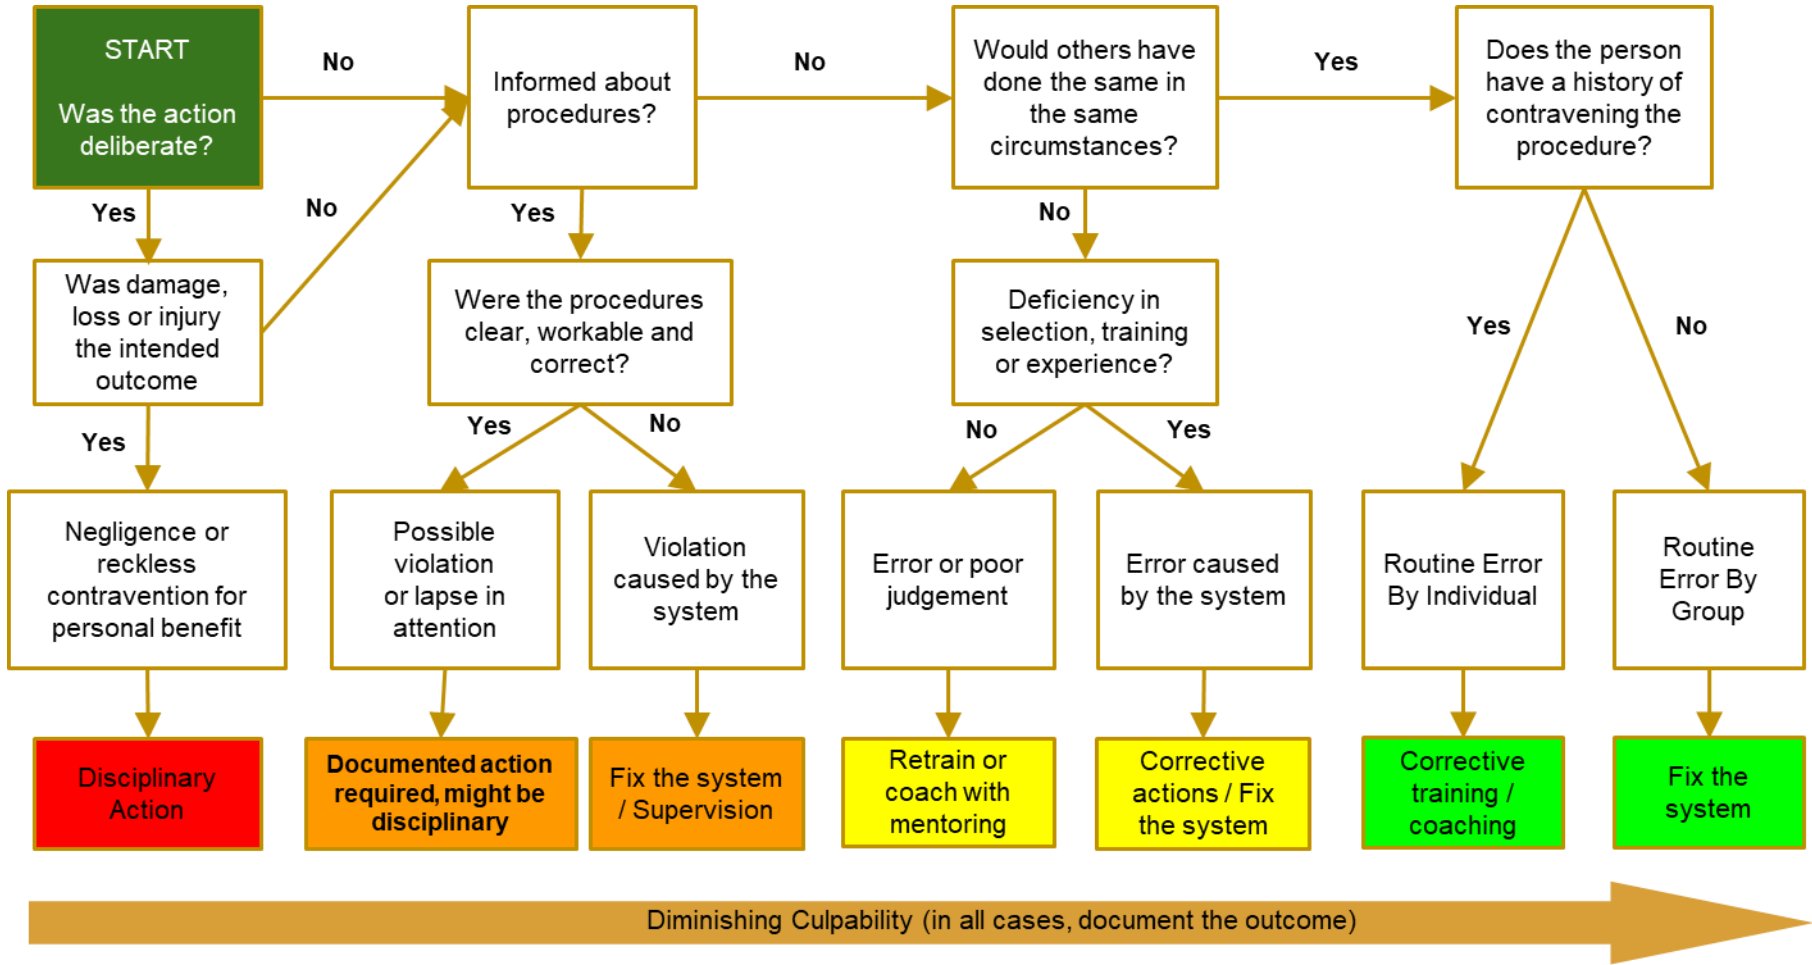 START
Was the action
deliberate?
No
Informed about
procedures?
No
Would others have
done the same in
the same
circumstances?
Yes
Does the person
have a history of
contravening the
procedure?
Yes
No
Yes
No
Was damage,
loss or injury
the intended
outcome
Were the procedures
clear, workable and
correct?
Deficiency in
selection, training
or experience?
Yes
No
Yes
Yes
No
No
Yes
Negligence or
reckless
contravention for
personal benefit
Possible
violation
or lapse in
attention
Violation
caused by the
system
Error or poor
judgement
Error caused
by the system
Routine Error
By Individual
Routine
Error By
Group
Disciplinary
Action
Documented action
required, might be
disciplinary
Fix the system
/ Supervision
Retrain or
coach with
mentoring
Corrective
actions / Fix
the system
Corrective
training /
coaching
Fix the
system
Diminishing Culpability (in all cases, document the outcome)